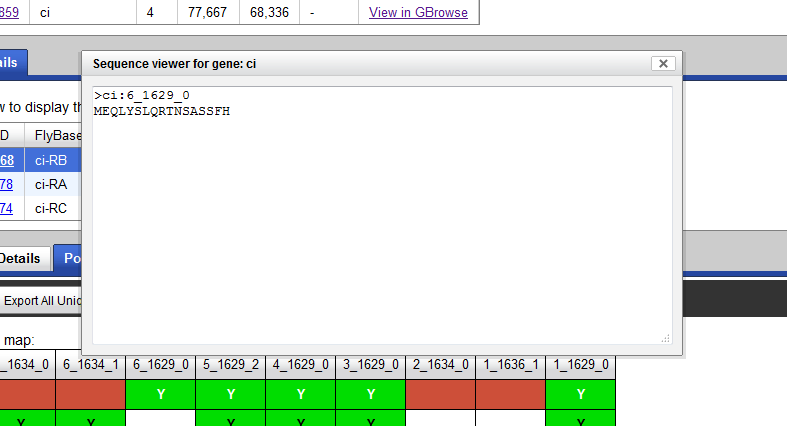 859 ci 4 77,667 68,336 - View in GBrowse
ils
Sequence viewer for gene: ci
>ci:6_1629_0
MEQLYSLQRTNSASSFH
w to display th
D FlyBase
68 ci-RB
78 ci-RA
74 ci-RC
Details Po
Export All Unic
map:
_1634_0 6_1634_1 6_1629_0 5_1629_2 4_1629_0 3_1629_0 2_1634_0 1_1636_1 1_1629_0
Y Y Y Y Y
Y Y Y Y Y Y